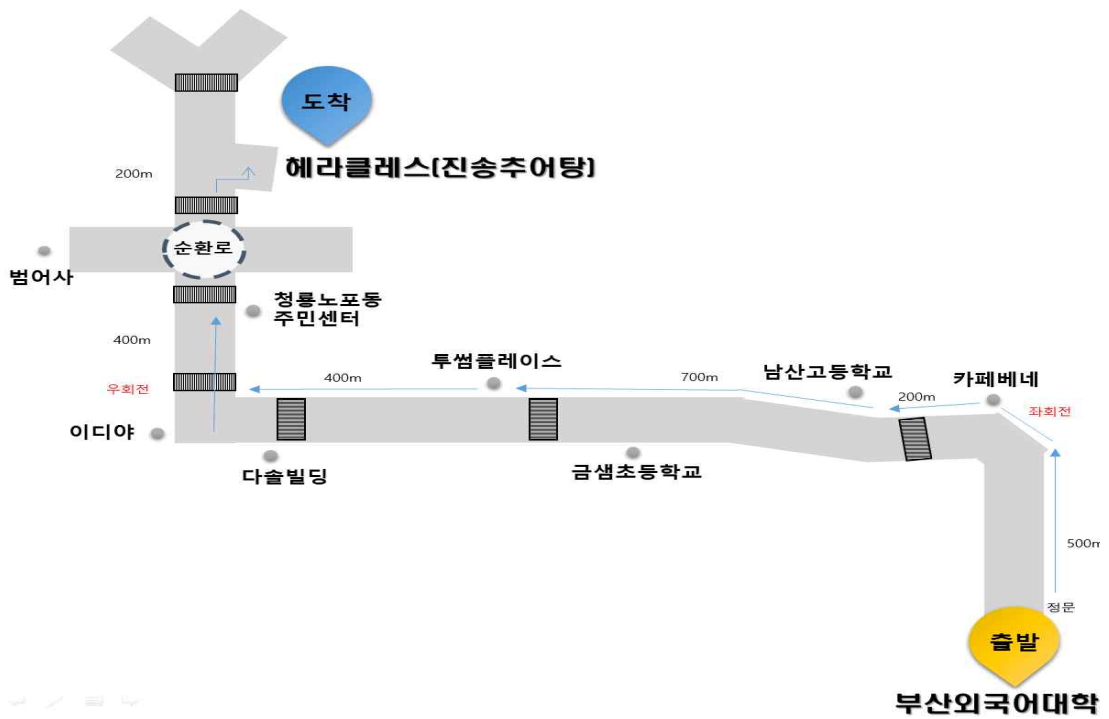 도착
헤라클레스(진송추어탕)
200m
순환로
범어사
청룡노포동
주민센터
400m
우회전
400m
투썸플레이스
700m
남산고등학교
200m
카페베네
좌회전
이디야
다솔빌딩
금샘초등학교
500m
정문
출발
부산외국어대학